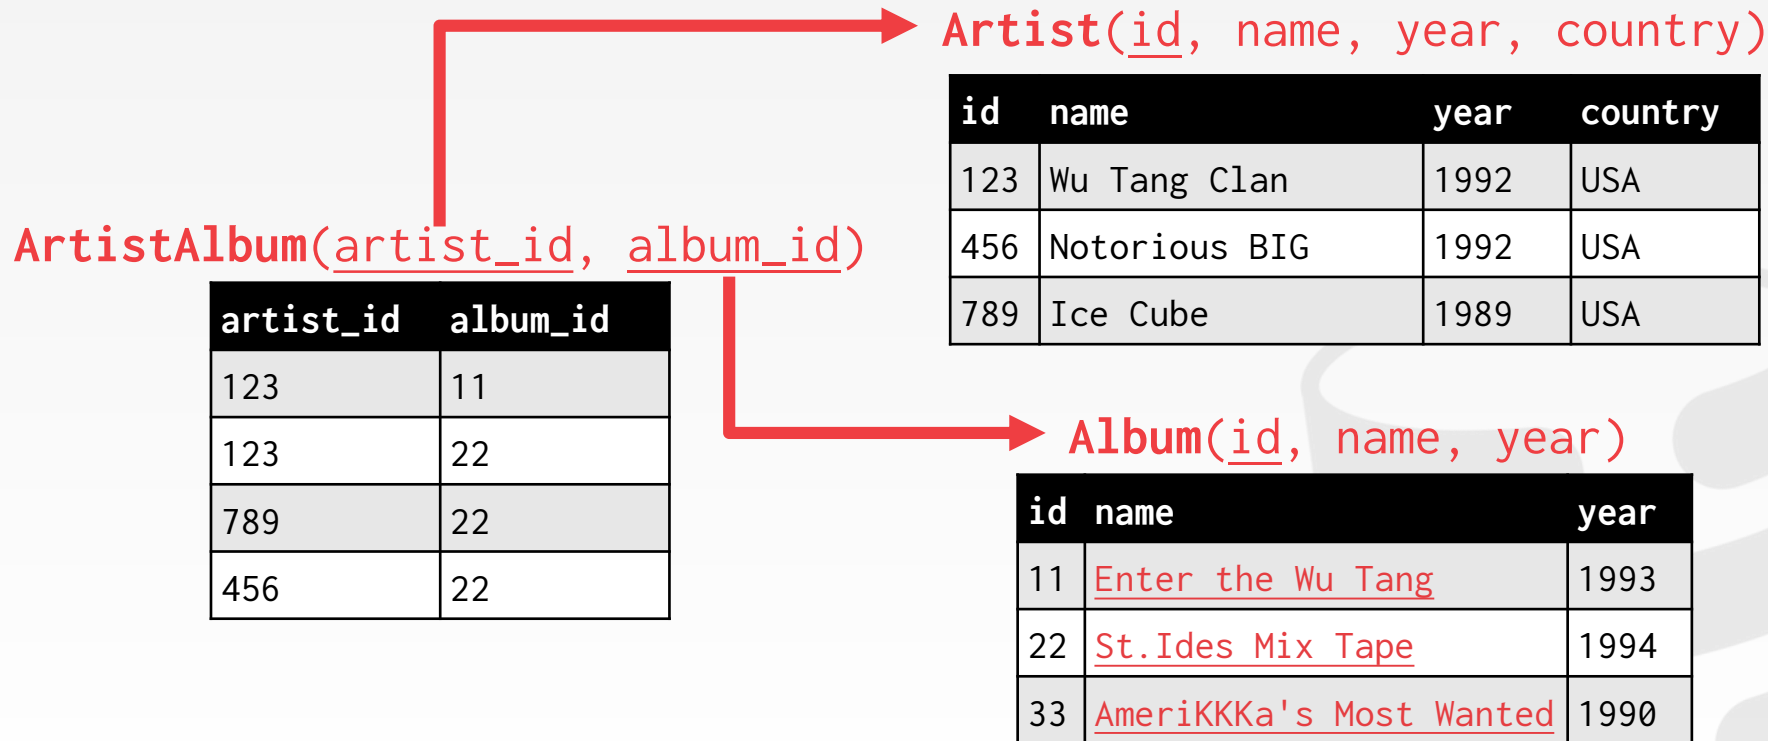 Artist(id, name, year, country)
id name year country
123 Wu Tang Clan 1992 USA
456 Notorious BIG 1992 USA
789 Ice Cube 1989 USA
ArtistAlbum(artist_id, album_id)
artist_id album_id
123 11
123 22
789 22
456 22
Album(id, name, year)
id name year
11 Enter the Wu Tang 1993
22 St.Ides Mix Tape 1994
33 AmeriKKKa's Most Wanted 1990